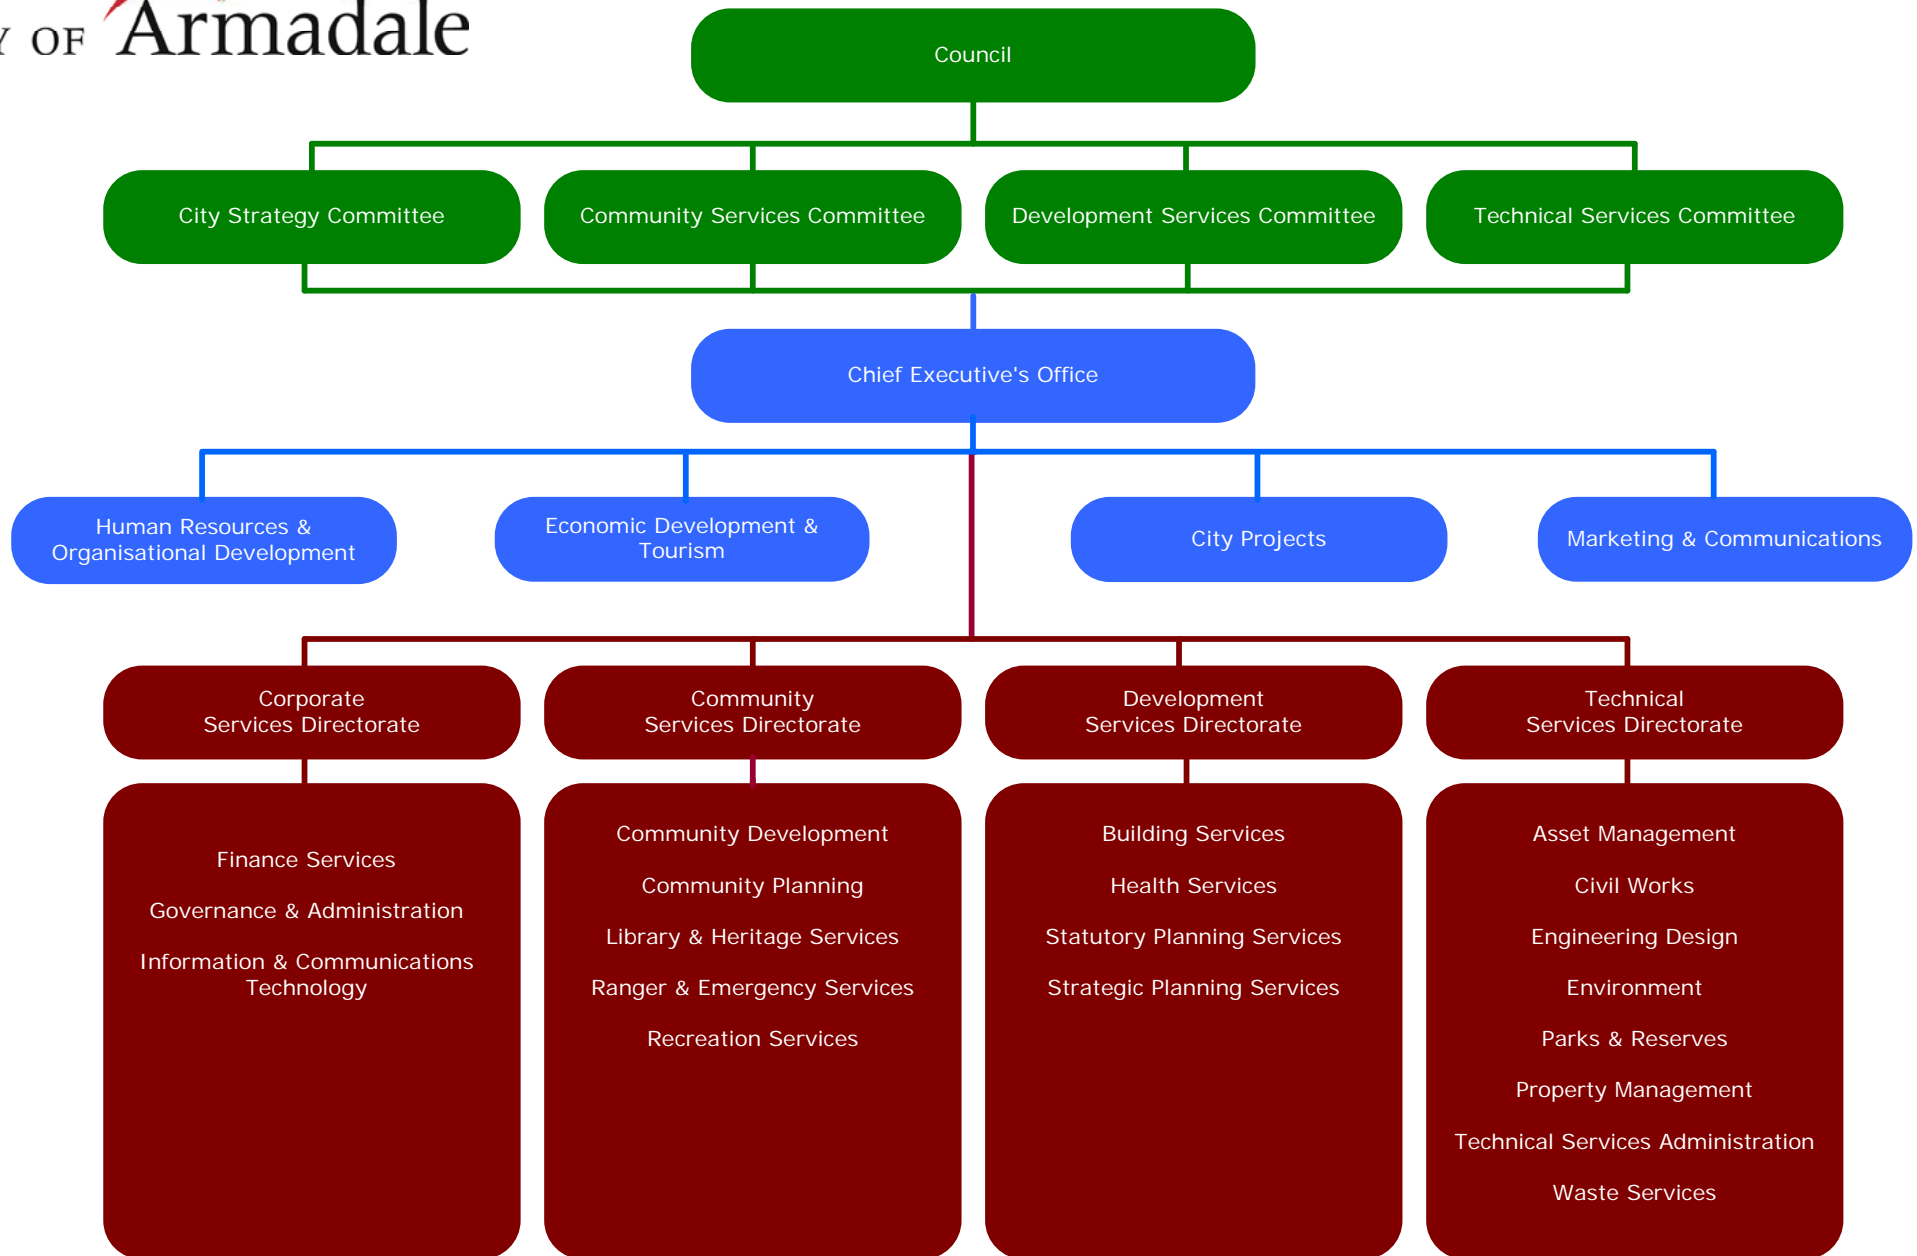 Y OF Armadale
Council
City Strategy Committee
Community Services Committee
Development Services Committee
Technical Services Committee
Chief Executive's Office
Human Resources &
Organisational Development
Economic Development &
Tourism
City Projects
Marketing & Communications
Corporate
Services Directorate
Community
Services Directorate
Development
Services Directorate
Technical
Services Directorate
Finance Services
Governance & Administration
Information & Communications
Technology
Community Development
Community Planning
Library & Heritage Services
Ranger & Emergency Services
Recreation Services
Building Services
Health Services
Statutory Planning Services
Strategic Planning Services
Asset Management
Civil Works
Engineering Design
Environment
Parks & Reserves
Property Management
Technical Services Administration
Waste Services